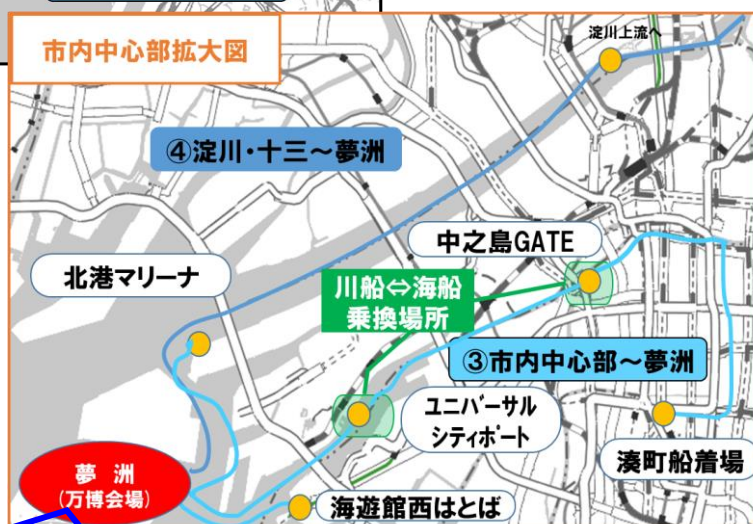 市内中心部拡大図
淀川上流へ
④淀川・十三～夢洲
中之島GATE
北港マリーナ
川船⇔海船
乗換場所
③市内中心部～夢洲
ユニバーサル
シティポート
湊町船着場
夢 洲
(万博会場)
海遊館西はとば